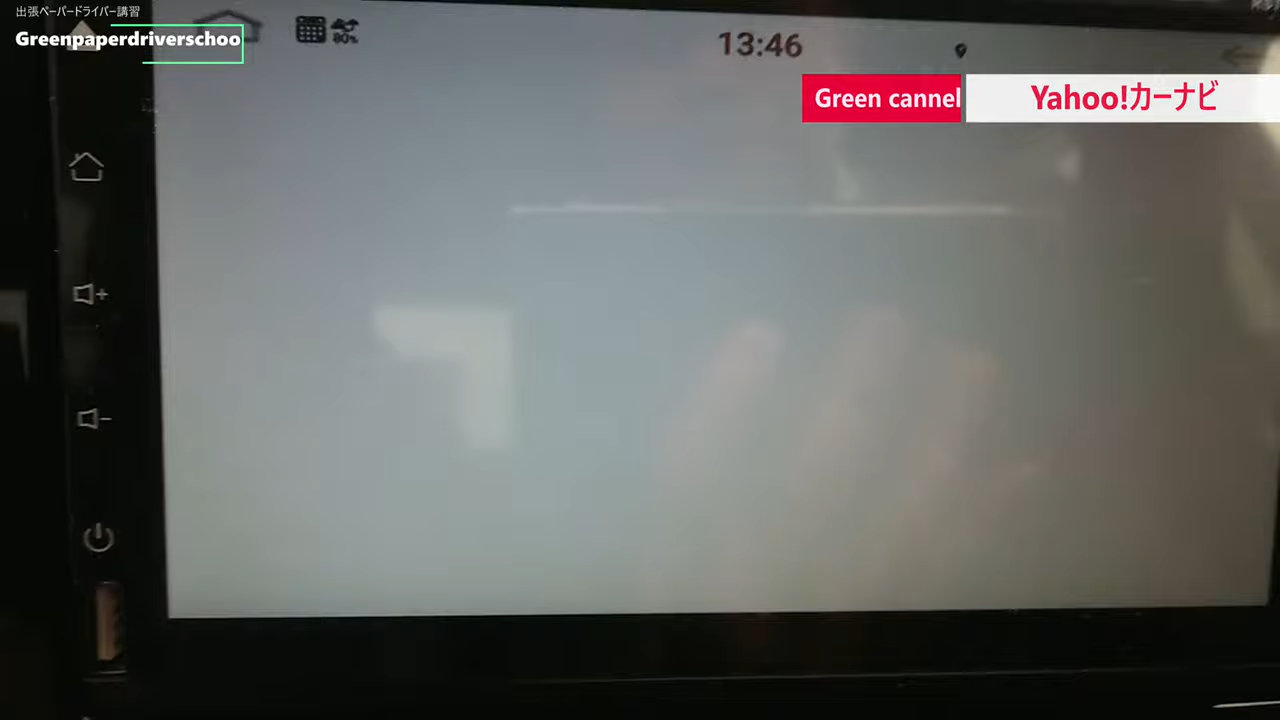 出張ペーパードライバー講習
Greenpaperdriverschoo
80%
13:46
Green cannel
Yahoo!カーナビ